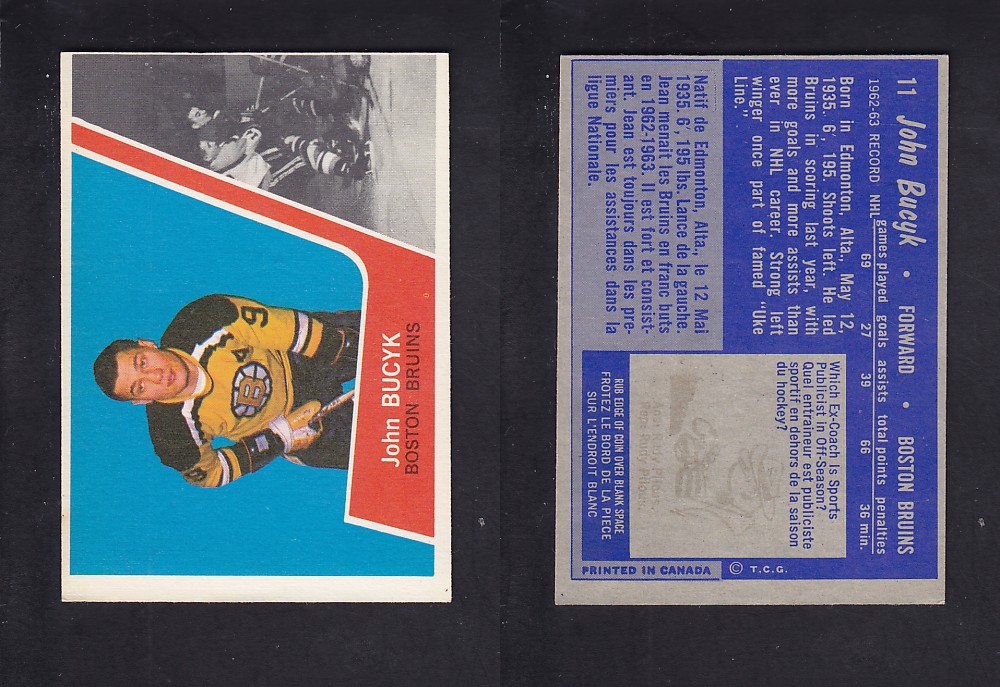 John BUCYK
BOSTON BRUINS
9
B
11 John Bucyk • FORWARD • BOSTON BRUINS
games played goals assists total points penalties
1962-63 RECORD NHL 69 27 39 66 36 min.
Born in Edmonton, Alta., May 12,
1935. 6', 195. Shoots left. He led
Bruins in scoring last year, with
more goals and more assists than
ever in NHL career. Strong left
winger once part of famed "Uke
Line."
Natif de Edmonton, Alta., le 12 Mai
1935. 6', 195 lbs. Lance de la gauche.
Jean menait les Bruins en franc buts
en 1962-1963. Il est fort et consist-
ant. Jean est toujours dans les pre-
miers pour les assistances dans la
ligue Nationale.
Which Ex-Coach Is Sports
Publicist in Off-Season?
Quel entraineur est publiciste
sportif en dehors de la saison
du hockey?
RUB EDGE OF COIN OVER BLANK SPACE
FROTEZ LE BORD DE LA PIECE
SUR L'ENDROIT BLANC
PRINTED IN CANADA
© T.C.G.